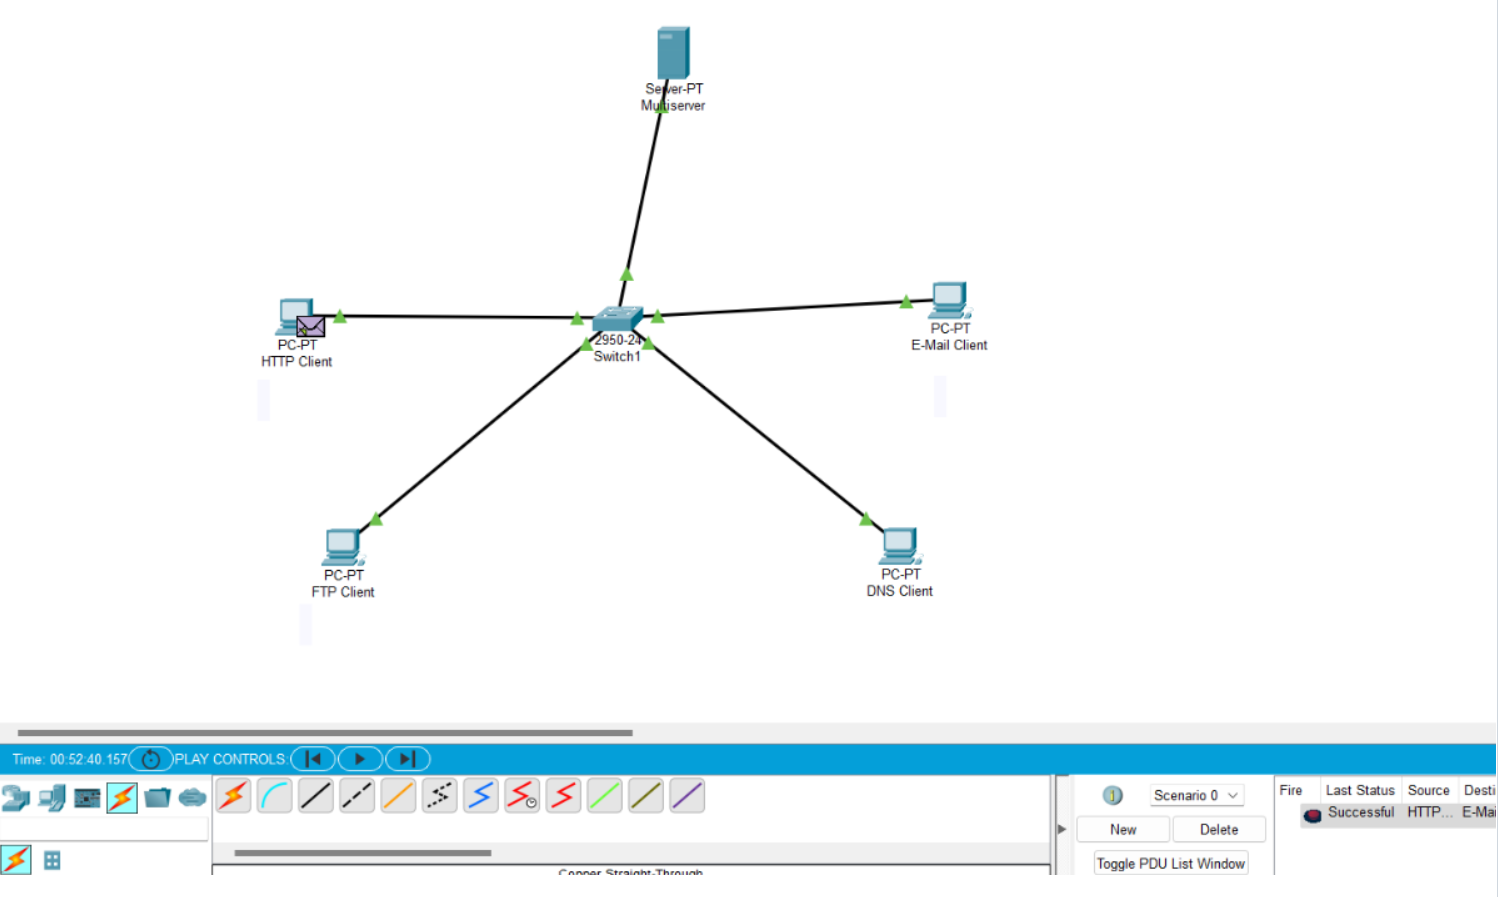 Server-PT
Multiserver
PC-PT
HTTP Client
2950-24
Switch1
PC-PT
E-Mail Client
PC-PT
FTP Client
PC-PT
DNS Client
Time: 00:52:40.157 PLAY CONTROLS:
Scenario 0
New Delete
Toggle PDU List Window
Fire Last Status Source Desti
Successful HTTP... E-Mai
Copper Straight-Through